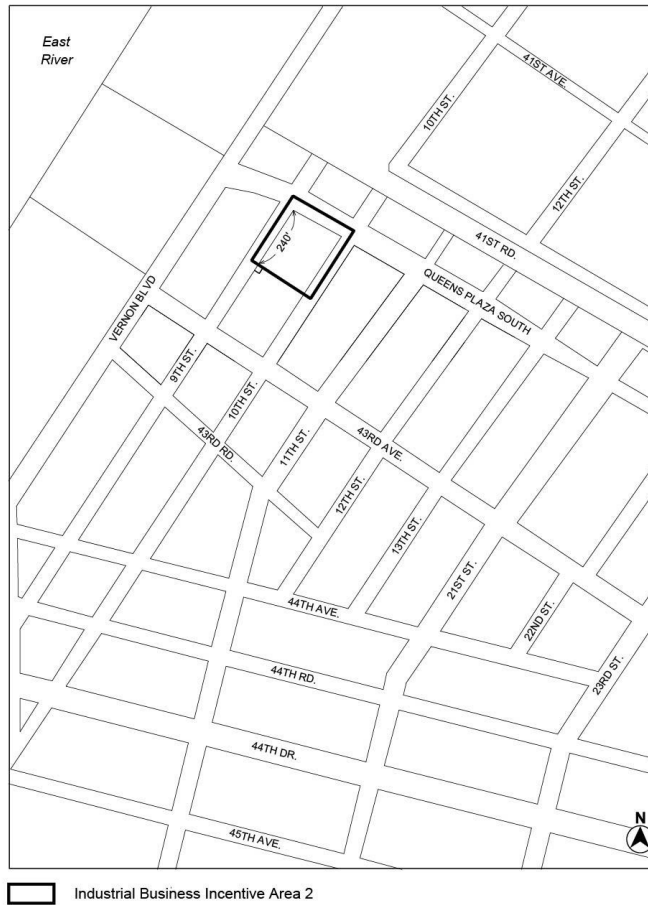 East
River
41ST AVE.
10TH ST.
12TH ST.
41ST RD.
240'
QUEENS PLAZA SOUTH
VERNON BLVD
9TH ST.
10TH ST.
43RD AVE.
43RD RD.
11TH ST.
12TH ST.
13TH ST.
21ST ST.
22ND ST.
44TH AVE.
23RD ST.
44TH RD.
44TH DR.
45TH AVE.
N
Industrial Business Incentive Area 2